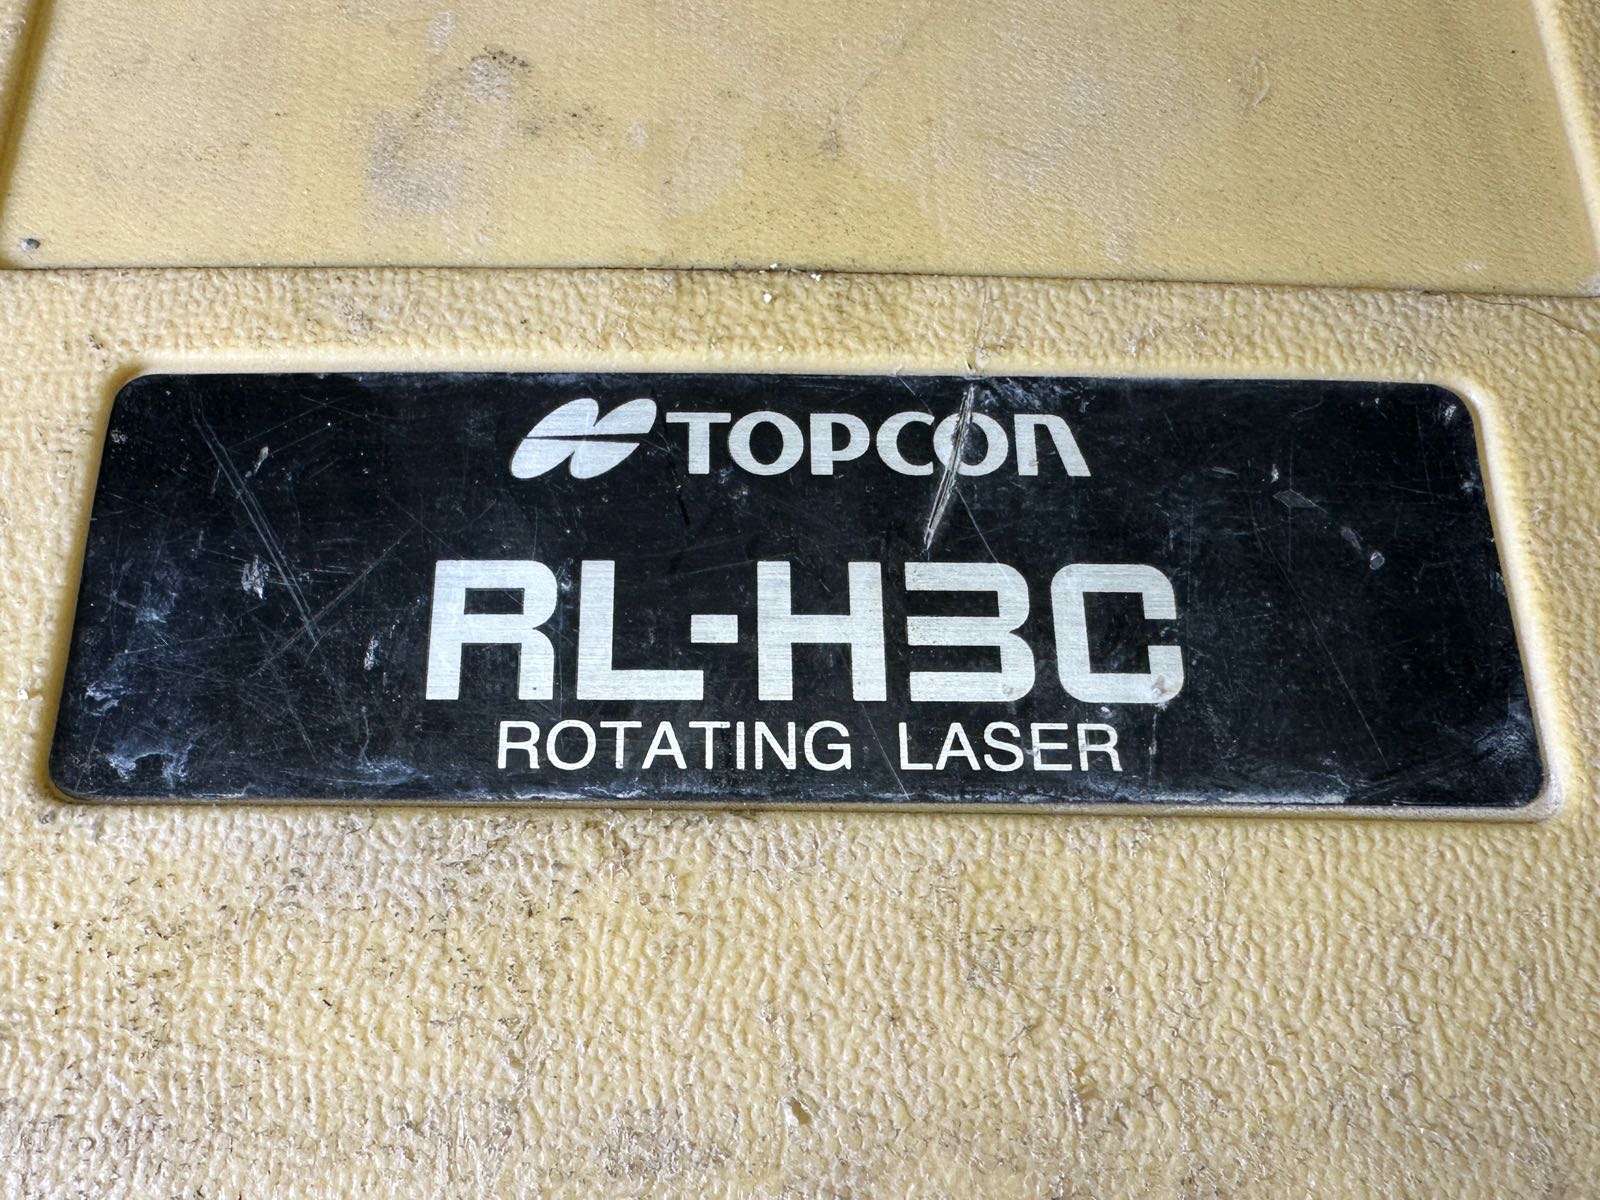 TOPCON
RL-H3C
ROTATING LASER